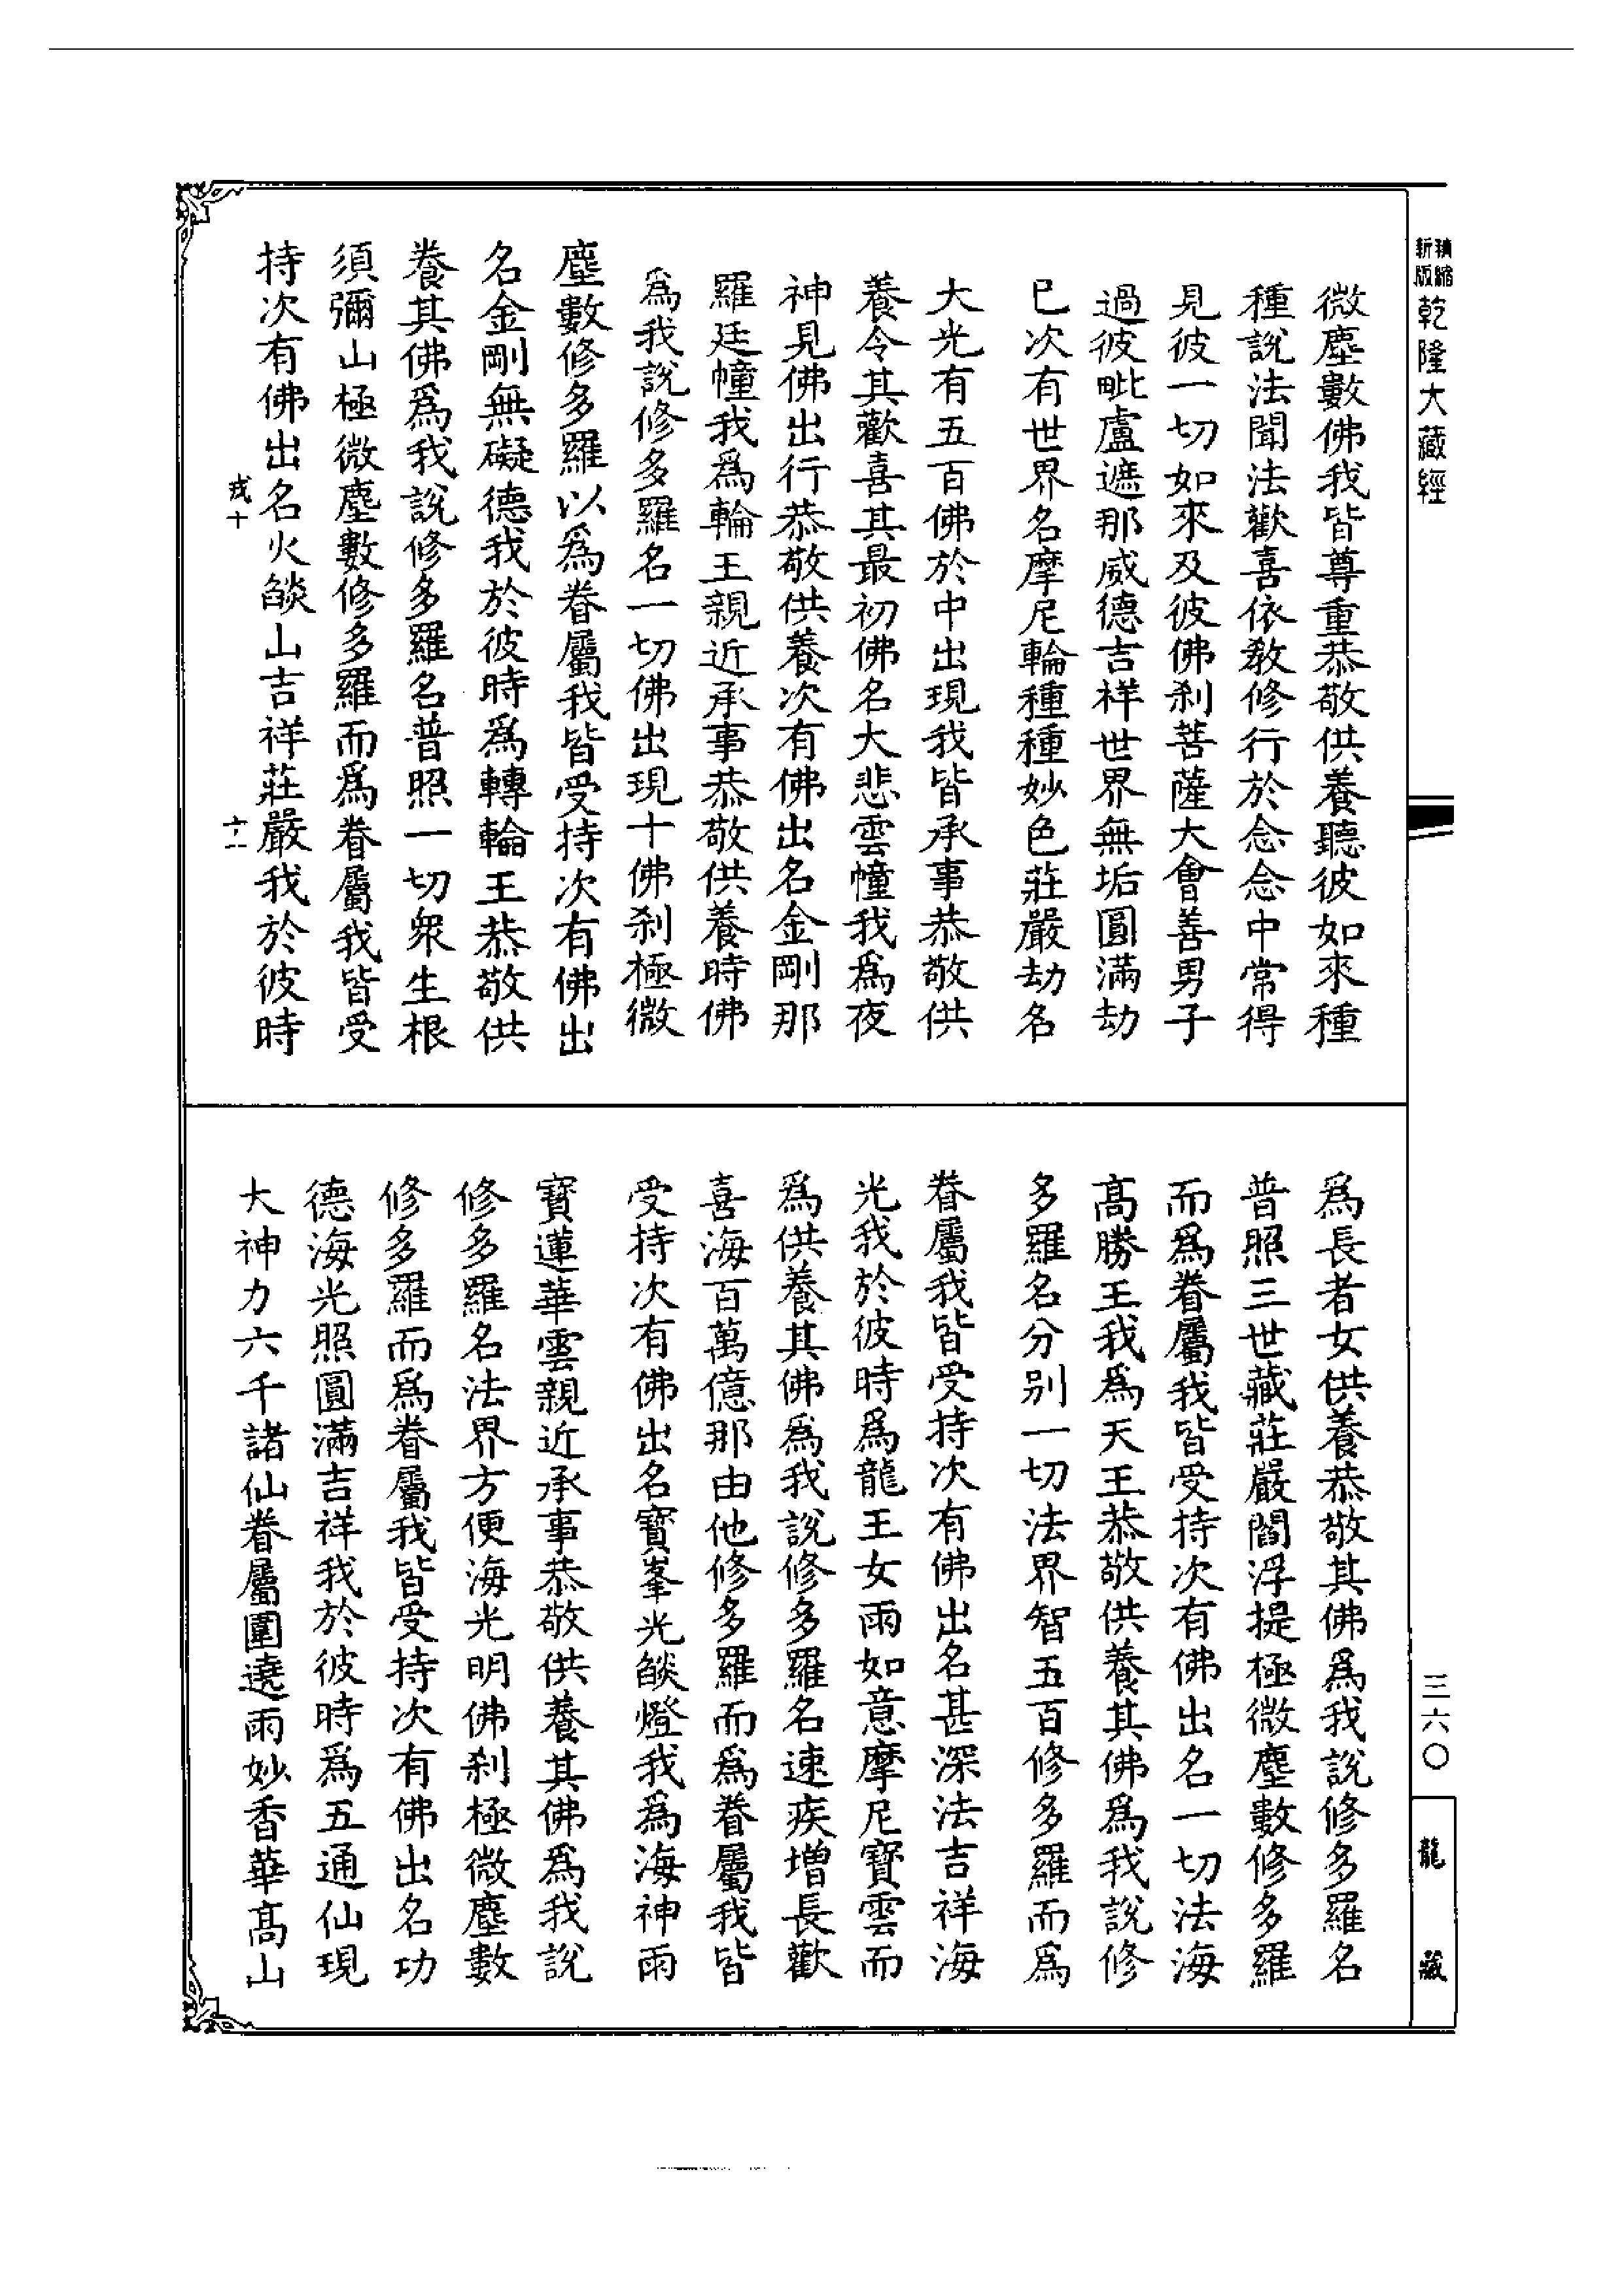 新版精縮乾隆大藏經
微塵數佛我皆尊重恭敬供養聽彼如來種
種說法聞法歡喜依教修行於念念中常得
見彼一切如來及彼佛刹菩薩大會善男子
過彼毗盧遮那威德吉祥世界無垢圓滿劫
已次有世界名摩尼輪種種妙色莊嚴劫名
大光有五百佛於中出現我皆承事恭敬供
養令其歡喜其最初佛名大悲雲幢我爲夜
神見佛出行恭敬供養次有佛出名金剛那
羅廷幢我爲輪王親近承事恭敬供養時佛
爲我說修多羅名一切佛出現十佛刹極微
塵數修多羅以爲眷屬我皆受持次有佛出
名金剛無礙德我於彼時爲轉輪王恭敬供
養其佛爲我說修多羅名普照一切衆生根
須彌山極微塵數修多羅而爲眷屬我皆受
持次有佛出名火燄山吉祥莊嚴我於彼時
戎十
十一
爲長者女供養恭敬其佛爲我說修多羅名
普照三世藏莊嚴閻浮提極微塵數修多羅
而爲眷屬我皆受持次有佛出名一切法海
高勝王我爲天王恭敬供養其佛爲我說修
多羅名分别一切法界智五百修多羅而爲
眷屬我皆受持次有佛出名甚深法吉祥海
光我於彼時爲龍王女雨如意摩尼寶雲而
爲供養其佛爲我說修多羅名速疾增長歡
喜海百萬億那由他修多羅而爲眷屬我皆
受持次有佛出名寶峯光燄燈我爲海神雨
寶蓮華雲親近承事恭敬供養其佛爲我說
修多羅名法界方便海光明佛刹極微塵數
修多羅而爲眷屬我皆受持次有佛出名功
德海光照圓滿吉祥我於彼時爲五通仙現
大神力六千諸仙眷屬圍遶雨妙香華高山
三六〇
龍藏